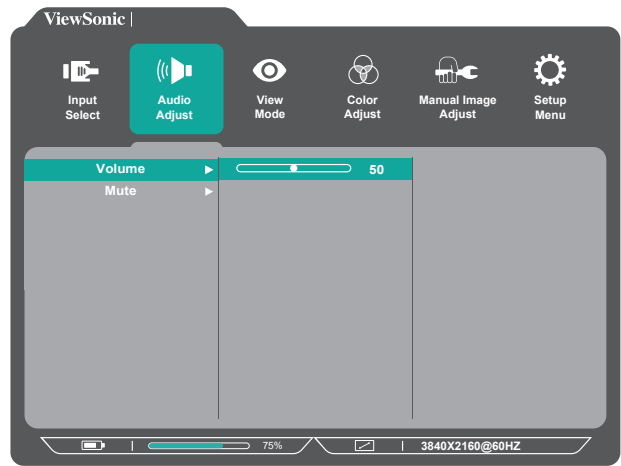 ViewSonic
Input
Select
Audio
Adjust
View
Mode
Color
Adjust
Manual Image
Adjust
Setup
Menu
Volume
50
Mute
75%
3840X2160@60HZ